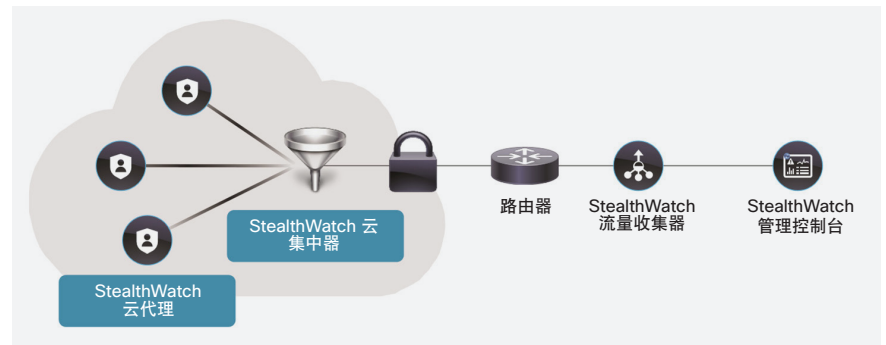 StealthWatch 云
集中器
StealthWatch
云代理
路由器
StealthWatch
流量收集器
StealthWatch
管理控制台